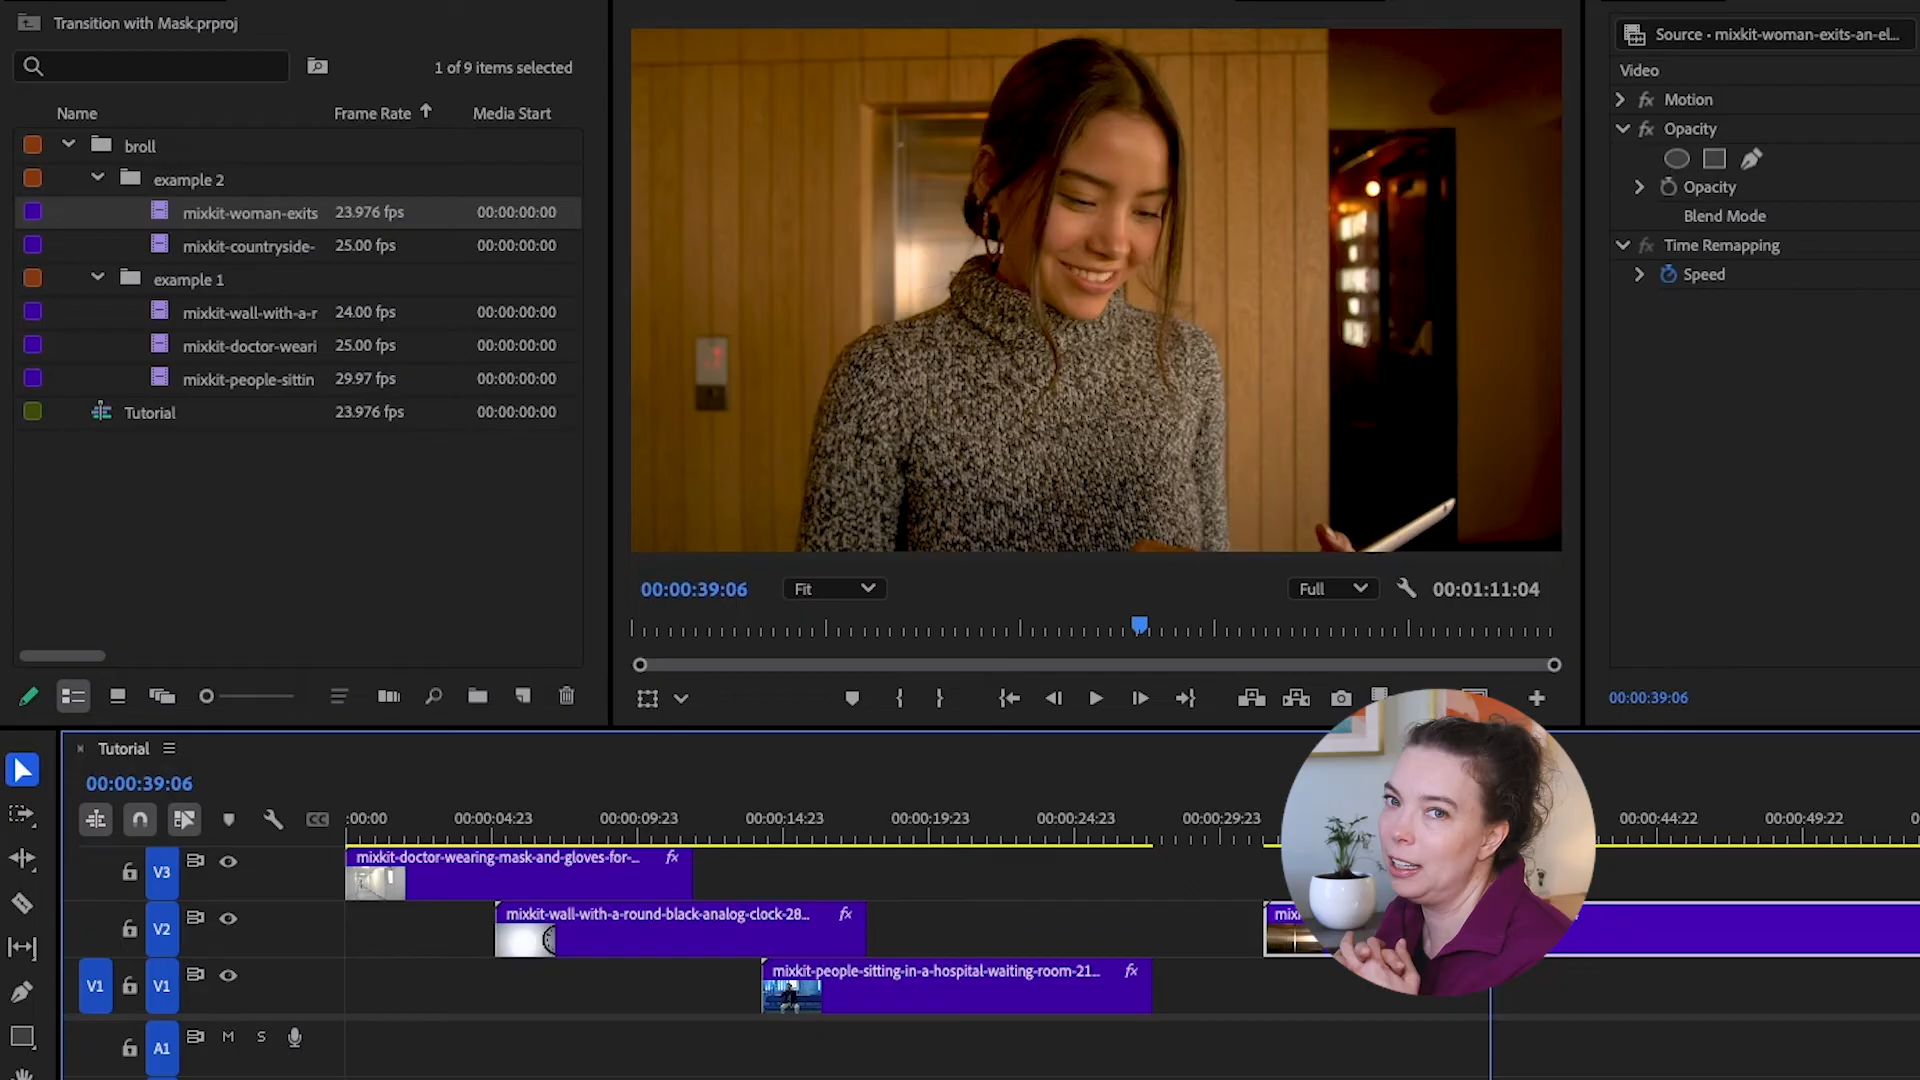 Transition with Mask.prproj
1 of 9 items selected
Name Frame Rate Media Start
broll
example 2
mixkit-woman-exits 23.976 fps 00:00:00:00
mixkit-countryside- 25.00 fps 00:00:00:00
example 1
mixkit-wall-with-a-r 24.00 fps 00:00:00:00
mixkit-doctor-weari 25.00 fps 00:00:00:00
mixkit-people-sittin 29.97 fps 00:00:00:00
Tutorial 23.976 fps 00:00:00:00
00:00:39:06 Fit Full 00:01:11:04
Source • mixkit-woman-exits-an-el...
Video
fx Motion
fx Opacity
Opacity
Blend Mode
fx Time Remapping
Speed
00:00:39:06
Tutorial
00:00:39:06
CC
:00:00 00:00:04:23 00:00:09:23 00:00:14:23 00:00:19:23 00:00:24:23 00:00:29:23 00:00:44:22 00:00:49:22
V3 mixkit-doctor-wearing-mask-and-gloves-for-... fx
V2 mixkit-wall-with-a-round-black-analog-clock-28... fx
V1 V1 mixkit-people-sitting-in-a-hospital-waiting-room-21... fx
A1 M S